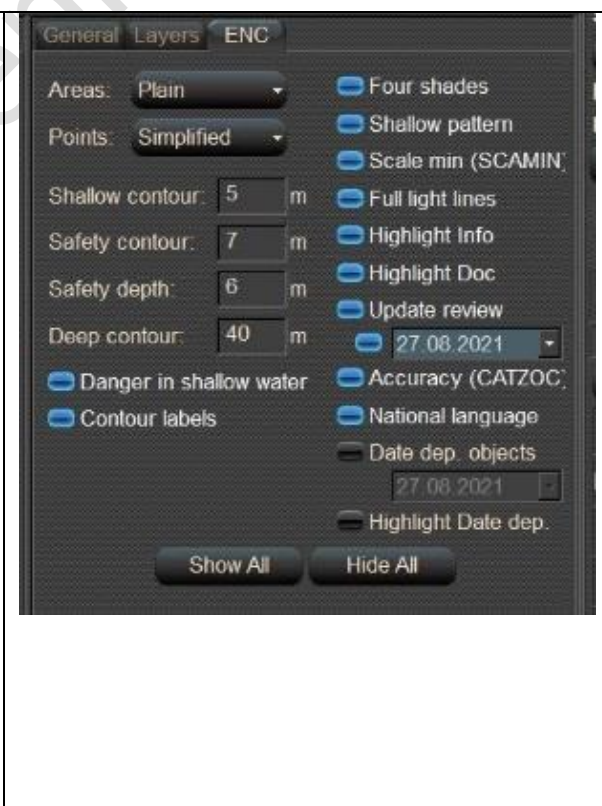 General Layers ENC
Areas: Plain
Points: Simplified
Shallow contour: 5 m
Safety contour: 7 m
Safety depth: 6 m
Deep contour: 40 m
Danger in shallow water
Contour labels
Four shades
Shallow pattern
Scale min (SCAMIN)
Full light lines
Highlight Info
Highlight Doc
Update review
27.08.2021
Accuracy (CATZOC)
National language
Date dep. objects
27.08.2021
Highlight Date dep.
Show All Hide All